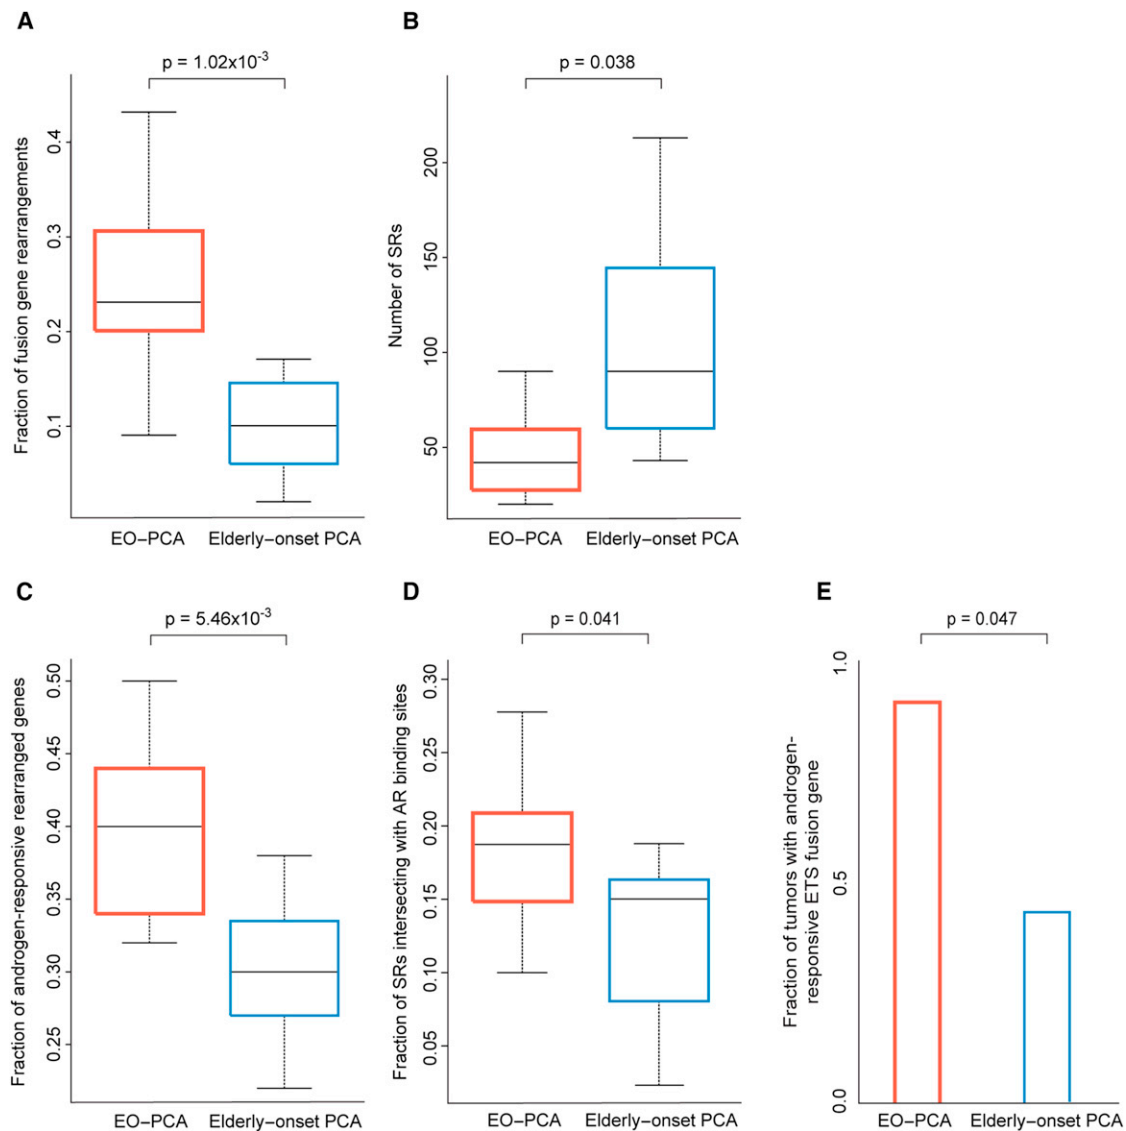 A
p = 1.02x10-3
Fraction of fusion gene rearrangements
0.4
0.3
0.2
0.1
EO–PCA
Elderly–onset PCA
B
p = 0.038
Number of SRs
200
150
100
50
EO–PCA
Elderly–onset PCA
C
p = 5.46x10-3
Fraction of androgen-responsive rearranged genes
0.50
0.45
0.40
0.35
0.30
0.25
EO–PCA
Elderly–onset PCA
D
p = 0.041
Fraction of SRs intersecting with AR binding sites
0.30
0.25
0.20
0.15
0.10
0.05
EO–PCA
Elderly–onset PCA
E
p = 0.047
Fraction of tumors with androgen-
responsive ETS fusion gene
1.0
0.5
0.0
EO–PCA
Elderly–onset PCA